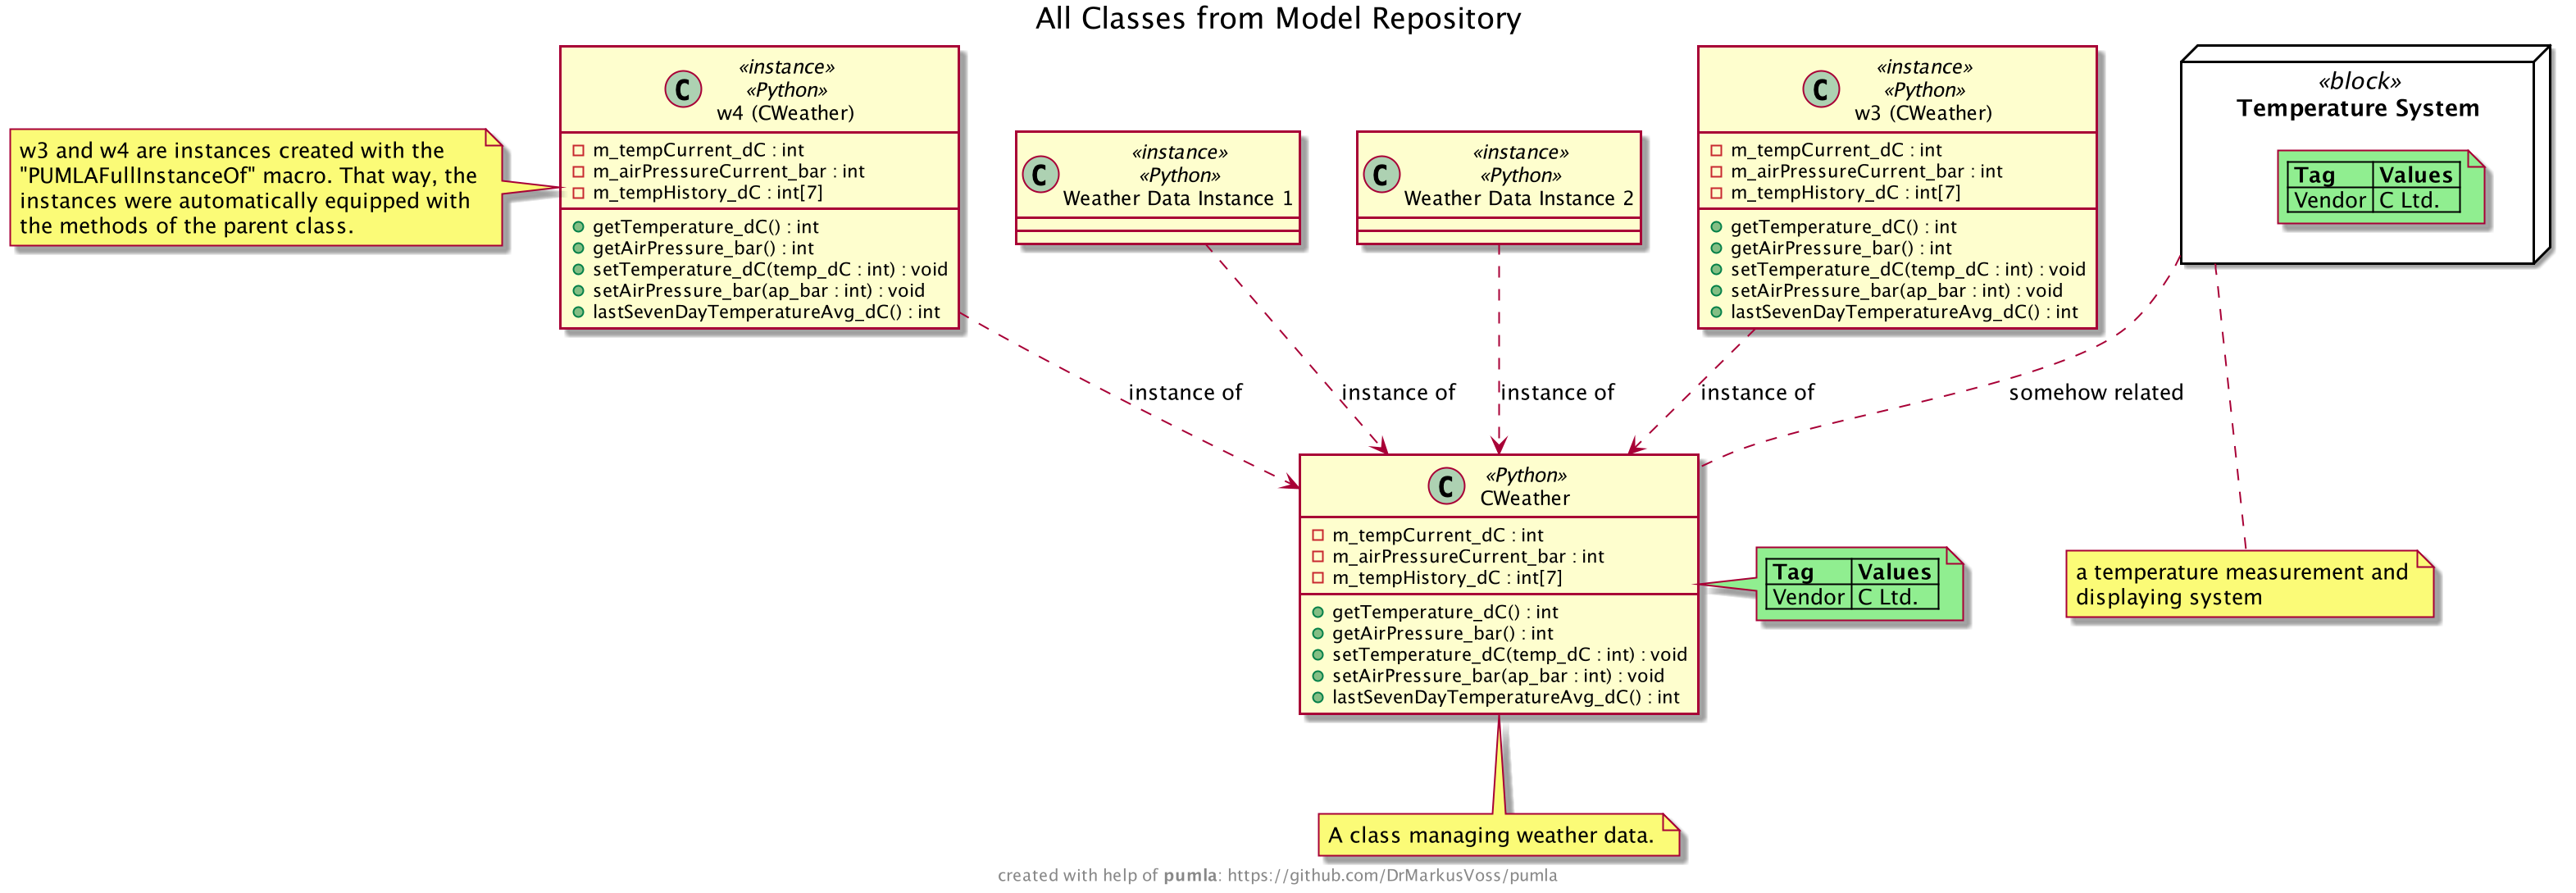 All Classes from Model Repository
w3 and w4 are instances created with the
"PUMLAFullInstanceOf" macro. That way, the
instances were automatically equipped with
the methods of the parent class.
C
«instance»
«Python»
w4 (CWeather)
m_tempCurrent_dC : int
m_airPressureCurrent_bar : int
m_tempHistory_dC : int[7]
getTemperature_dC() : int
getAirPressure_bar() : int
setTemperature_dC(temp_dC : int) : void
setAirPressure_bar(ap_bar : int) : void
lastSevenDayTemperatureAvg_dC() : int
C
«instance»
«Python»
Weather Data Instance 1
C
«instance»
«Python»
Weather Data Instance 2
C
«instance»
«Python»
w3 (CWeather)
m_tempCurrent_dC : int
m_airPressureCurrent_bar : int
m_tempHistory_dC : int[7]
getTemperature_dC() : int
getAirPressure_bar() : int
setTemperature_dC(temp_dC : int) : void
setAirPressure_bar(ap_bar : int) : void
lastSevenDayTemperatureAvg_dC() : int
«block»
Temperature System
Tag Values
Vendor C Ltd.
instance of
instance of
instance of
instance of
somehow related
C
«Python»
CWeather
m_tempCurrent_dC : int
m_airPressureCurrent_bar : int
m_tempHistory_dC : int[7]
getTemperature_dC() : int
getAirPressure_bar() : int
setTemperature_dC(temp_dC : int) : void
setAirPressure_bar(ap_bar : int) : void
lastSevenDayTemperatureAvg_dC() : int
Tag Values
Vendor C Ltd.
a temperature measurement and
displaying system
A class managing weather data.
created with help of pumla: https://github.com/DrMarkusVoss/pumla